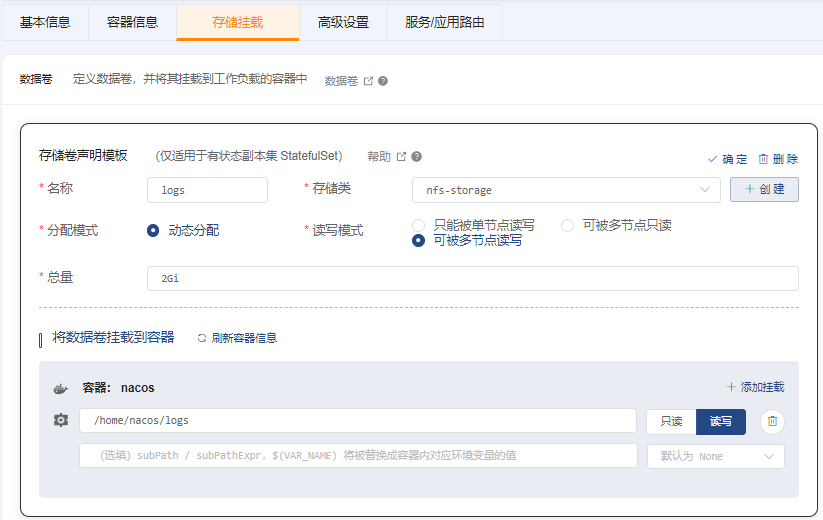 基本信息 容器信息 存储挂载 高级设置 服务/应用路由
数据卷 定义数据卷，并将其挂载到工作负载的容器中 数据卷
存储卷声明模板 (仅适用于有状态副本集 StatefulSet) 帮助 确 定 删 除
* 名称 logs * 存储类 nfs-storage 创 建
* 分配模式 动态分配 * 读写模式 只能被单节点读写 可被多节点只读
可被多节点读写
* 总量 2Gi
将数据卷挂载到容器 刷新容器信息
容器： nacos 添加挂载
/home/nacos/logs 只读 读写
(选填) subPath / subPathExpr, $(VAR_NAME) 将被替换成容器内对应环境变量的值 默认为 None